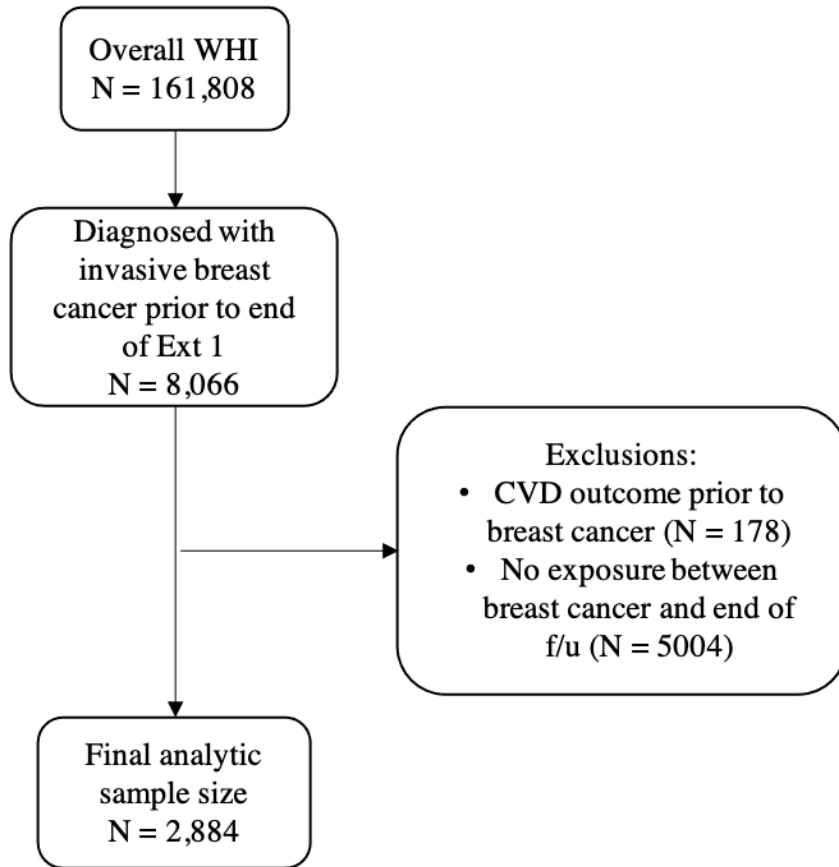 Overall WHI
N = 161,808
Diagnosed with
invasive breast
cancer prior to end
of Ext 1
N = 8,066
Exclusions:
• CVD outcome prior to
breast cancer (N = 178)
• No exposure between
breast cancer and end of
f/u (N = 5004)
Final analytic
sample size
N = 2,884